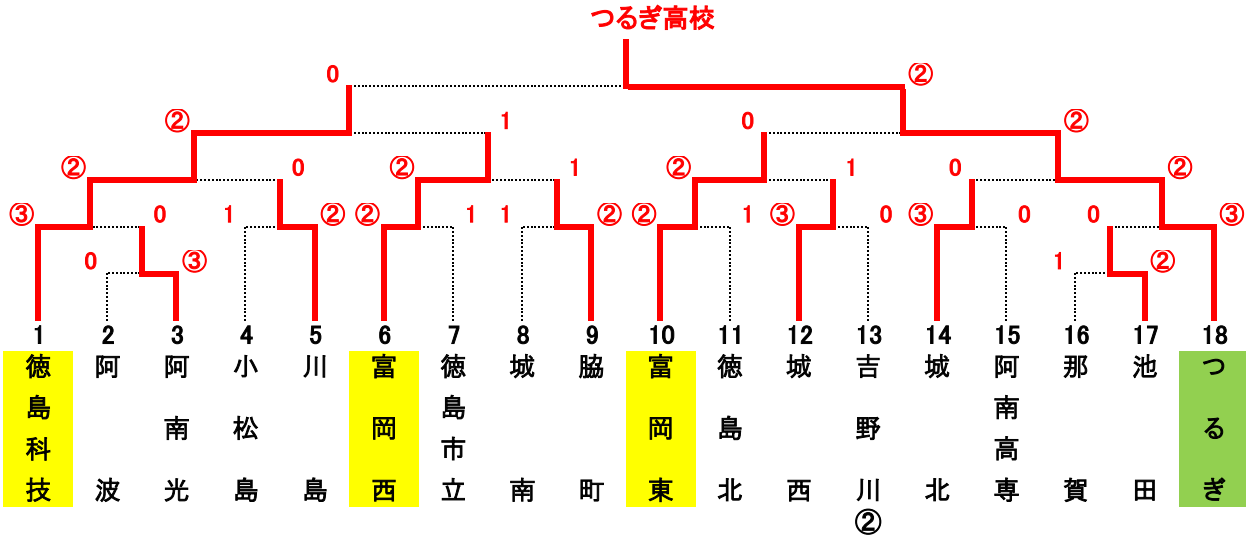 つるぎ高校
0 ②
② 1 0 ②
② 0 ② 1 ② 1 0 ②
③ 0 1 ② ② 1 1 ② ② 1 ③ 0 ③ 0 0 ③
0 ③ 1 ②
1 2 3 4 5 6 7 8 9 10 11 12 13 14 15 16 17 18
徳島科技
阿波
阿南光
小松島
川島
富岡西
徳島市立
城南
脇町
富岡東
徳島北
城西
吉野川②
城北
阿南高専
那賀
池田
つるぎ